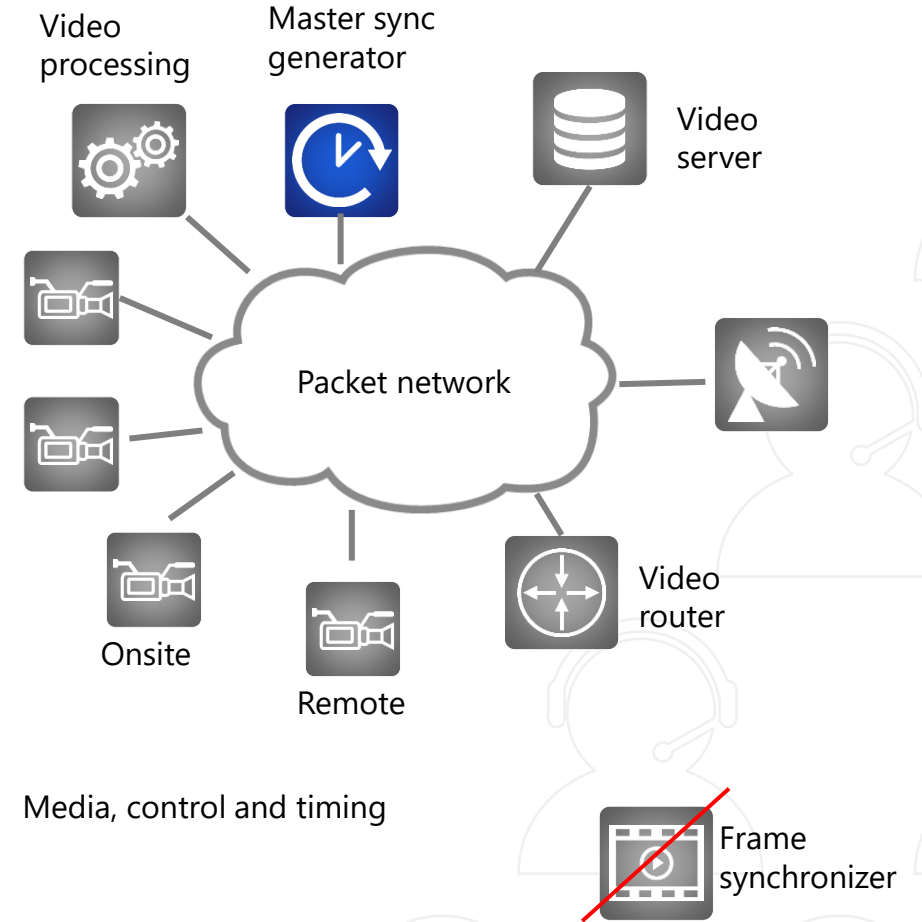 Video
processing
Master sync
generator
Video
server
Packet network
Video
router
Onsite
Remote
Media, control and timing
Frame
synchronizer